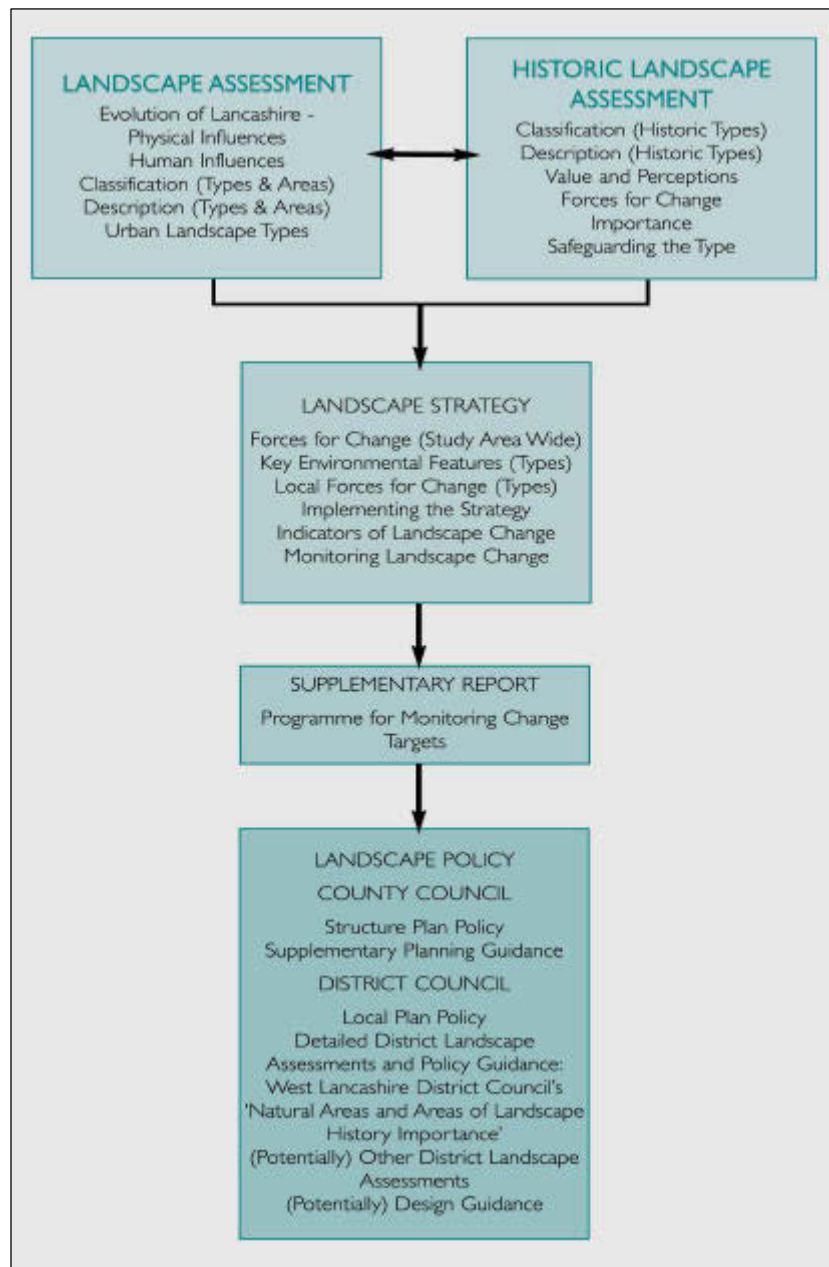 LANDSCAPE ASSESSMENT
Evolution of Lancashire -
Physical Influences
Human Influences
Classification (Types & Areas)
Description (Types & Areas)
Urban Landscape Types
HISTORIC LANDSCAPE
ASSESSMENT
Classification (Historic Types)
Description (Historic Types)
Value and Perceptions
Forces for Change
Importance
Safeguarding the Type
LANDSCAPE STRATEGY
Forces for Change (Study Area Wide)
Key Environmental Features (Types)
Local Forces for Change (Types)
Implementing the Strategy
Indicators of Landscape Change
Monitoring Landscape Change
SUPPLEMENTARY REPORT
Programme for Monitoring Change
Targets
LANDSCAPE POLICY
COUNTY COUNCIL
Structure Plan Policy
Supplementary Planning Guidance
DISTRICT COUNCIL
Local Plan Policy
Detailed District Landscape
Assessments and Policy Guidance:
West Lancashire District Council's
'Natural Areas and Areas of Landscape
History Importance'
(Potentially) Other District Landscape
Assessments
(Potentially) Design Guidance